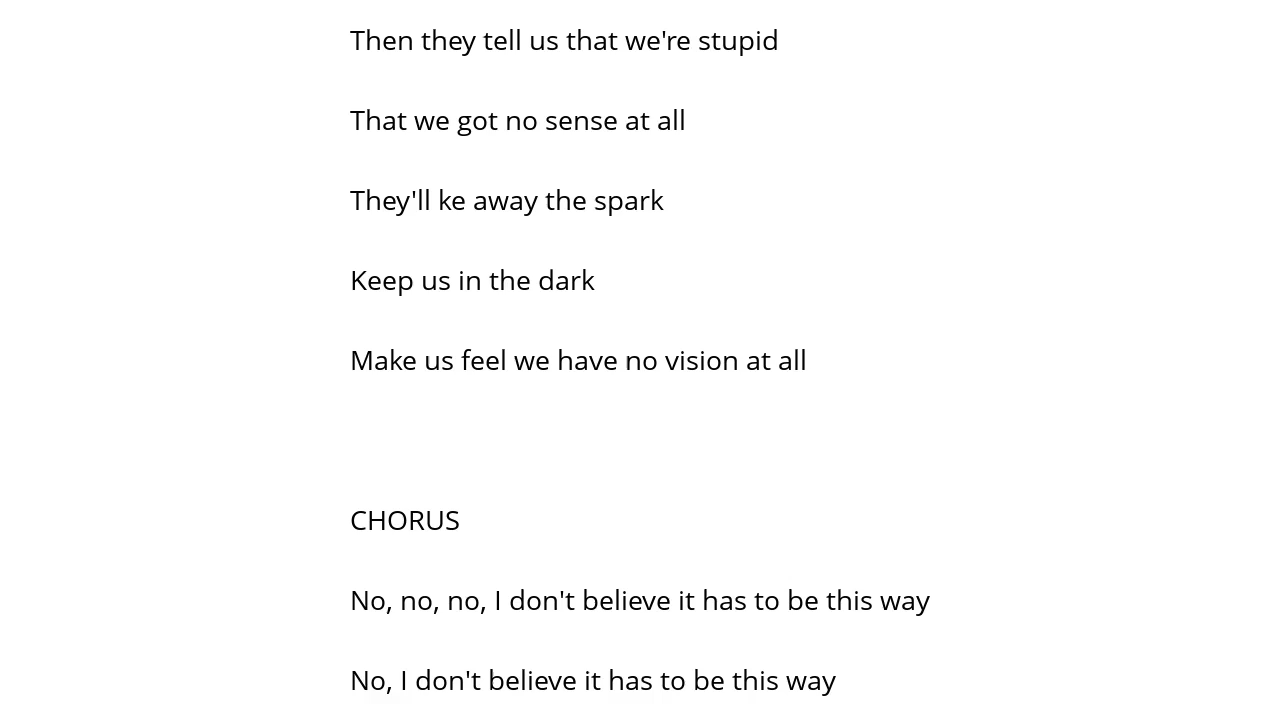 Then they tell us that we're stupid
That we got no sense at all
They'll ke away the spark
Keep us in the dark
Make us feel we have no vision at all
CHORUS
No, no, no, I don't believe it has to be this way
No, I don't believe it has to be this way